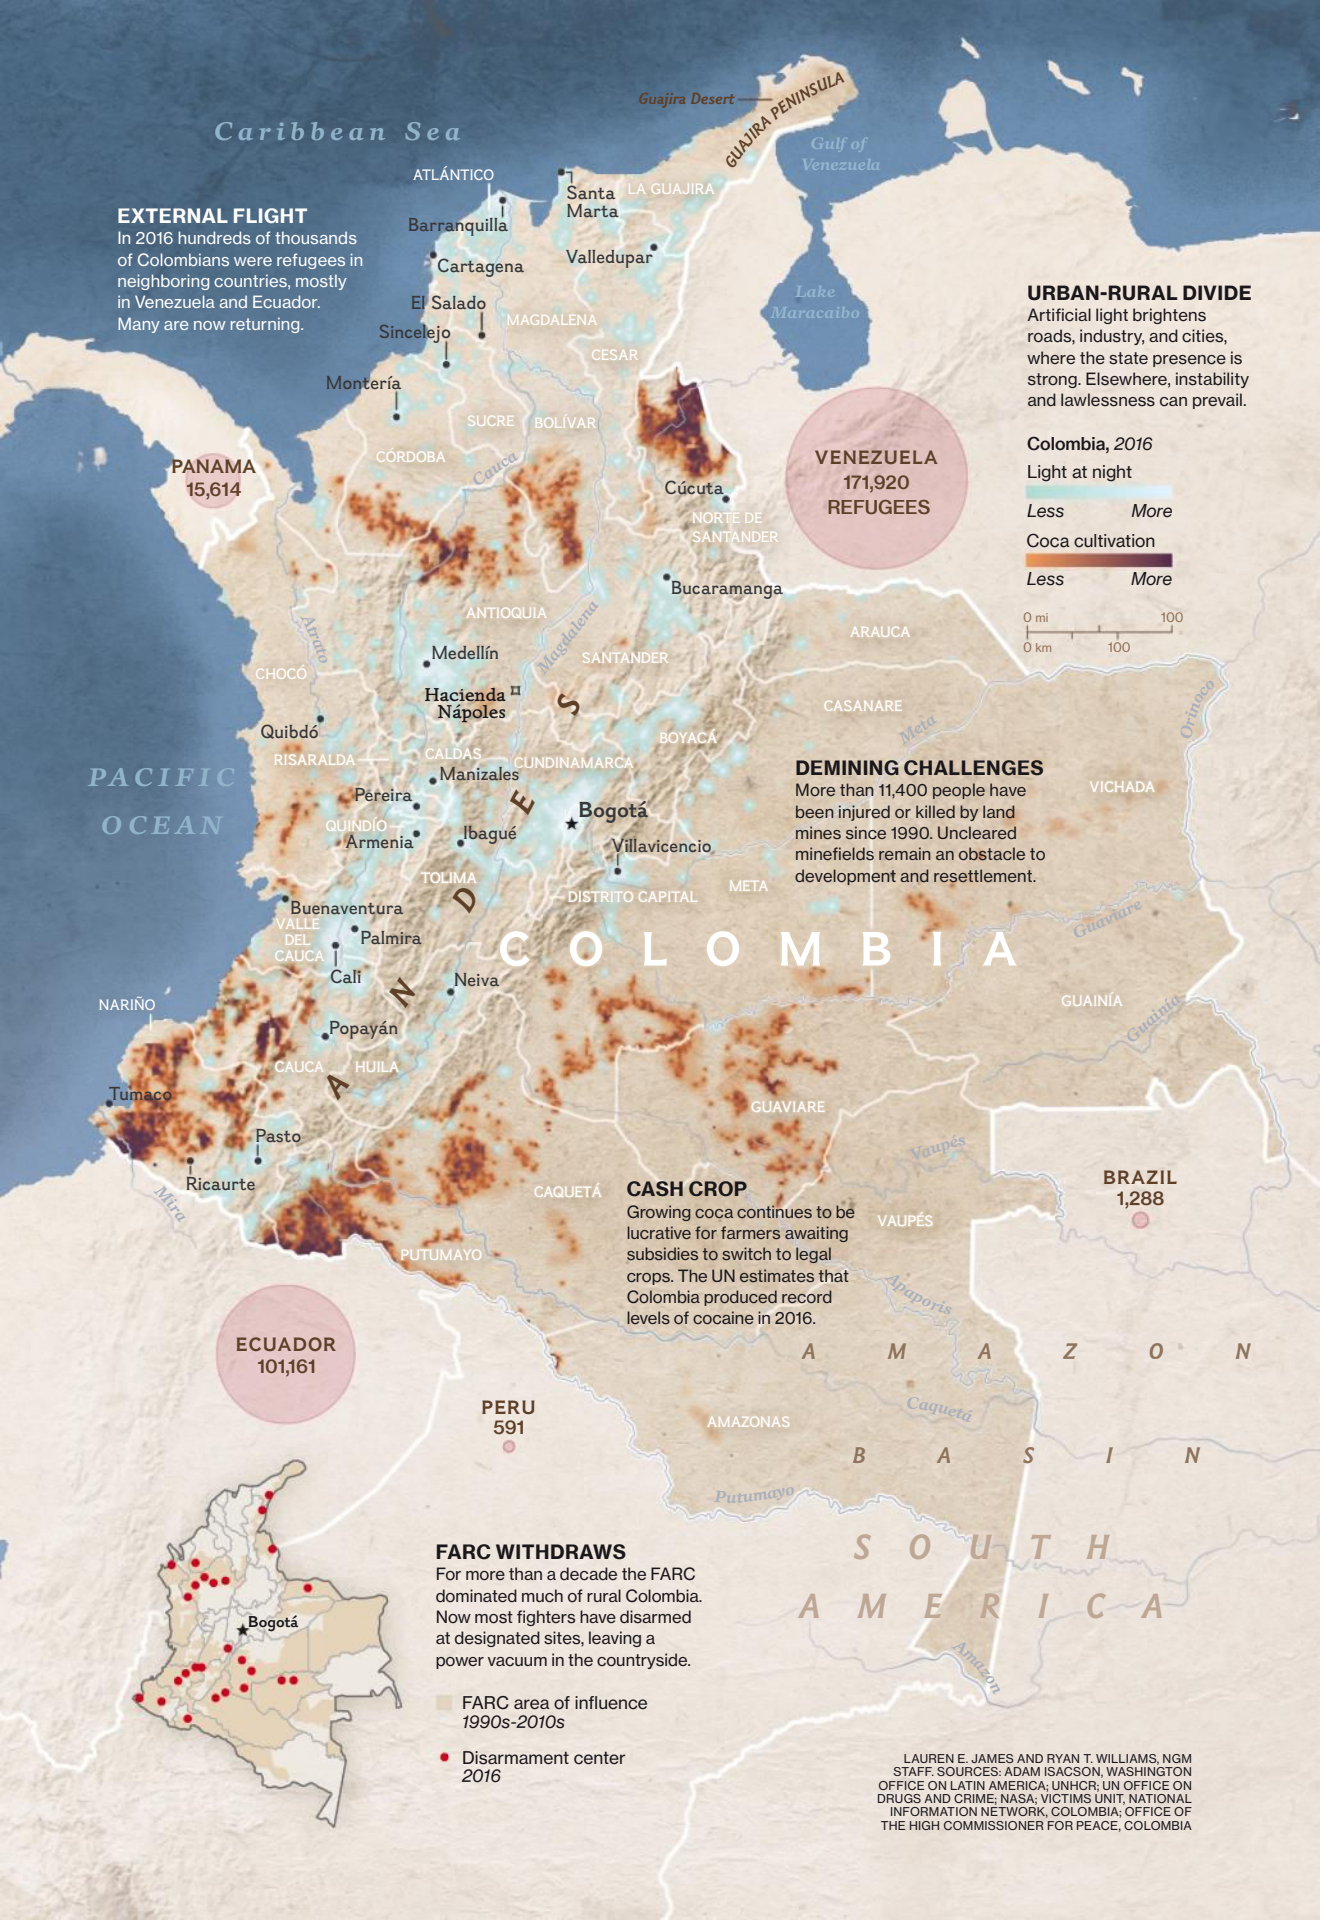 Caribbean Sea
Guajira Desert
GUAJIRA PENINSULA
Gulf of
Venezuela
ATLÁNTICO
Santa
Marta
LA GUAJIRA
Barranquilla
Cartagena
Valledupar
Lake
Maracaibo
El Salado
MAGDALENA
Sincelejo
CESAR
Montería
SUCRE
BOLÍVAR
CÓRDOBA
Cauca
EXTERNAL FLIGHT
In 2016 hundreds of thousands
of Colombians were refugees in
neighboring countries, mostly
in Venezuela and Ecuador.
Many are now returning.
URBAN-RURAL DIVIDE
Artificial light brightens
roads, industry, and cities,
where the state presence is
strong. Elsewhere, instability
and lawlessness can prevail.
Colombia, 2016
Light at night
Less More
Coca cultivation
Less More
0 mi 100
0 km 100
PANAMA
15,614
VENEZUELA
171,920
REFUGEES
Cúcuta
NORTE DE
SANTANDER
Bucaramanga
ANTIOQUIA
Atrato
Magdalena
ARAUCA
Medellín
SANTANDER
CHOCÓ
Hacienda
Nápoles
CASANARE
Meta
Orinoco
Quibdó
BOYACÁ
RISARALDA
CALDAS
CUNDINAMARCA
Manizales
PACIFIC
OCEAN
Pereira
Bogotá
QUINDÍO
Armenia
Ibagué
Villavicencio
TOLIMA
DISTRITO CAPITAL
META
VICHADA
DEMINING CHALLENGES
More than 11,400 people have
been injured or killed by land
mines since 1990. Uncleared
minefields remain an obstacle to
development and resettlement.
Buenaventura
VALLE
DEL
CAUCA
Palmira
Cali
Guaviare
COLOMBIA
ANDES
Neiva
NARIÑO
GUAINÍA
Guainía
Popayán
CAUCA
HUILA
Tumaco
GUAVIARE
Pasto
Vaupés
Ricaurte
Mira
CAQUETÁ
VAUPÉS
BRAZIL
1,288
CASH CROP
Growing coca continues to be
lucrative for farmers awaiting
subsidies to switch to legal
crops. The UN estimates that
Colombia produced record
levels of cocaine in 2016.
PUTUMAYO
Apaporis
ECUADOR
101,161
AMAZON
BASIN
PERU
591
Caquetá
AMAZONAS
Putumayo
SOUTH
AMERICA
Amazon
Bogotá
FARC WITHDRAWS
For more than a decade the FARC
dominated much of rural Colombia.
Now most fighters have disarmed
at designated sites, leaving a
power vacuum in the countryside.
FARC area of influence
1990s-2010s
Disarmament center
2016
LAUREN E. JAMES AND RYAN T. WILLIAMS, NGM
STAFF. SOURCES: ADAM ISACSON, WASHINGTON
OFFICE ON LATIN AMERICA; UNHCR; UN OFFICE ON
DRUGS AND CRIME; NASA; VICTIMS UNIT, NATIONAL
INFORMATION NETWORK, COLOMBIA; OFFICE OF
THE HIGH COMMISSIONER FOR PEACE, COLOMBIA